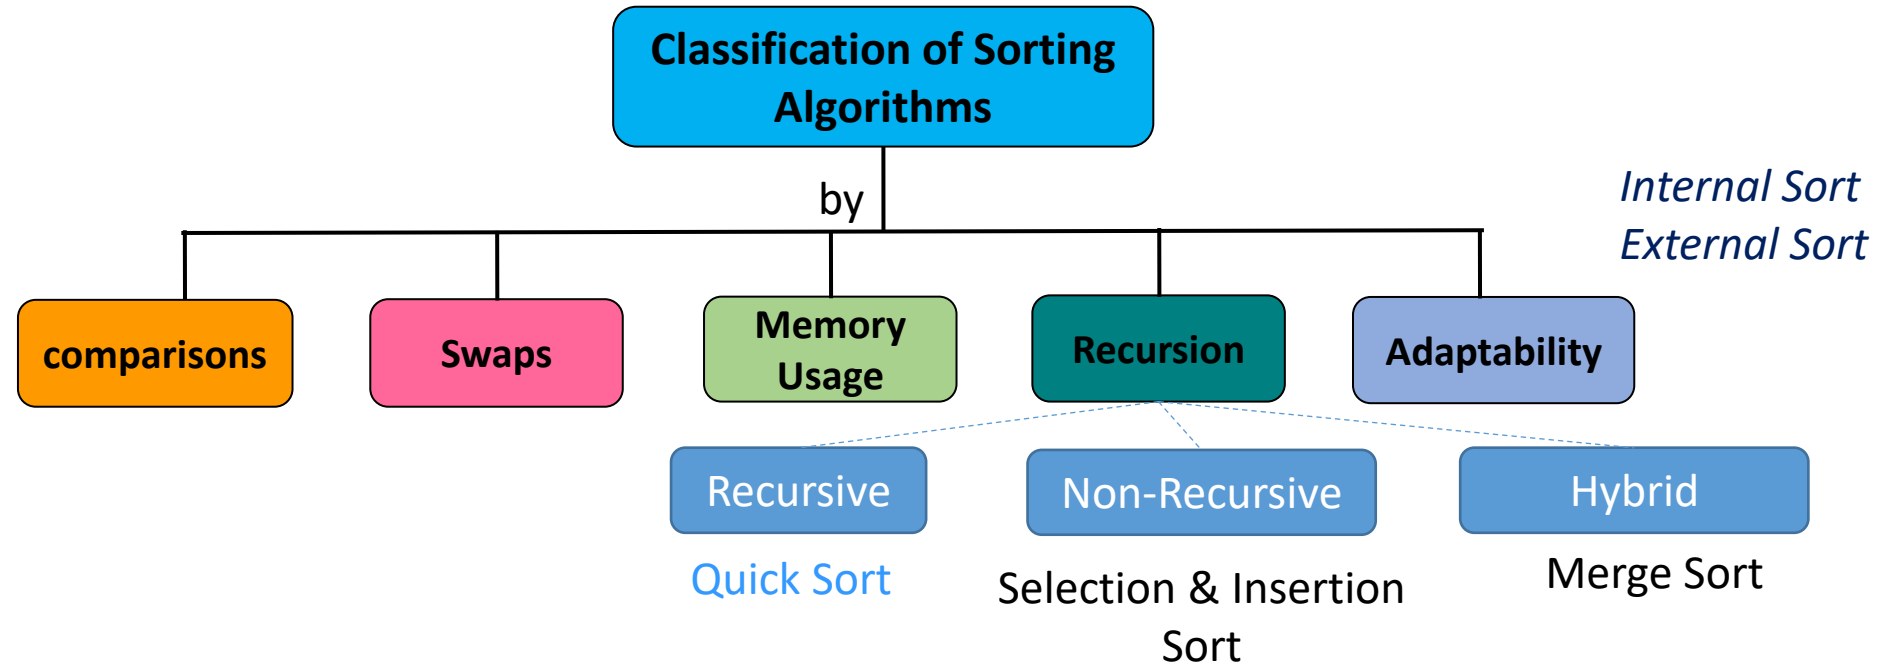 Classification of Sorting
Algorithms
by
Internal Sort
External Sort
comparisons
Swaps
Memory
Usage
Recursion
Adaptability
Recursive
Non-Recursive
Hybrid
Quick Sort
Selection & Insertion
Sort
Merge Sort